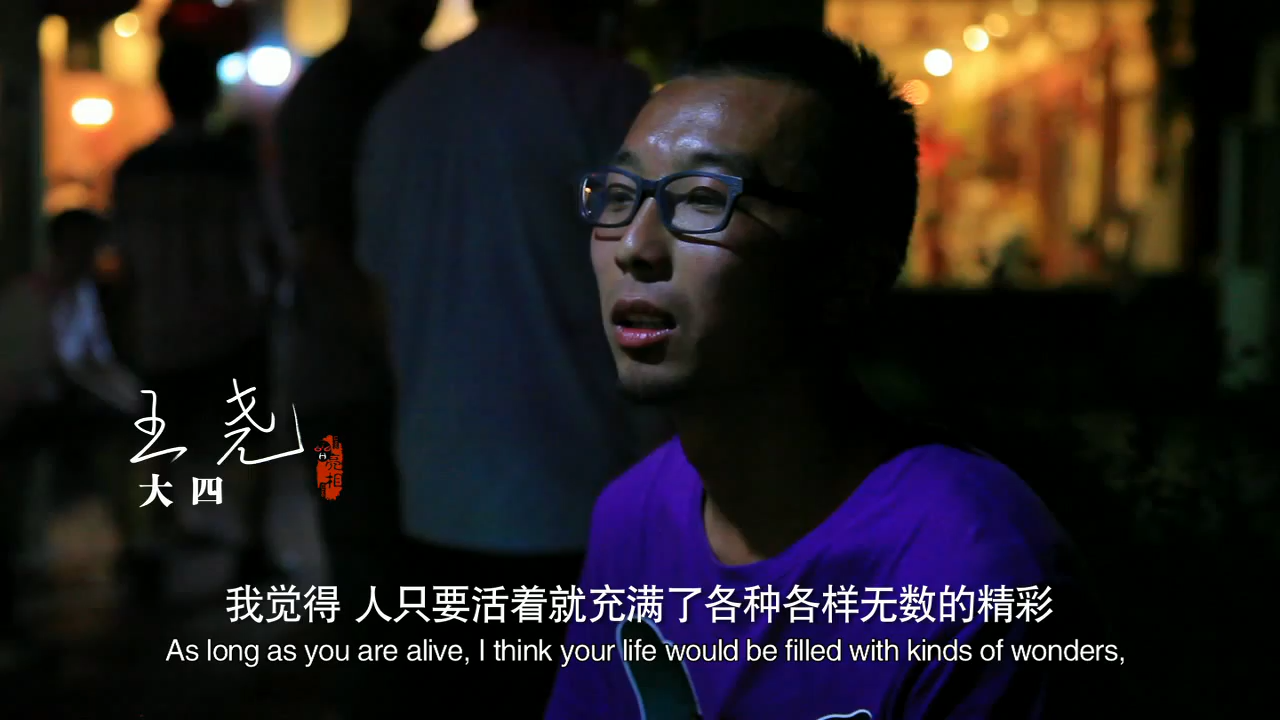 王尧
亮相
大四
我觉得 人只要活着就充满了各种各样无数的精彩
As long as you are alive, I think your life would be filled with kinds of wonders,